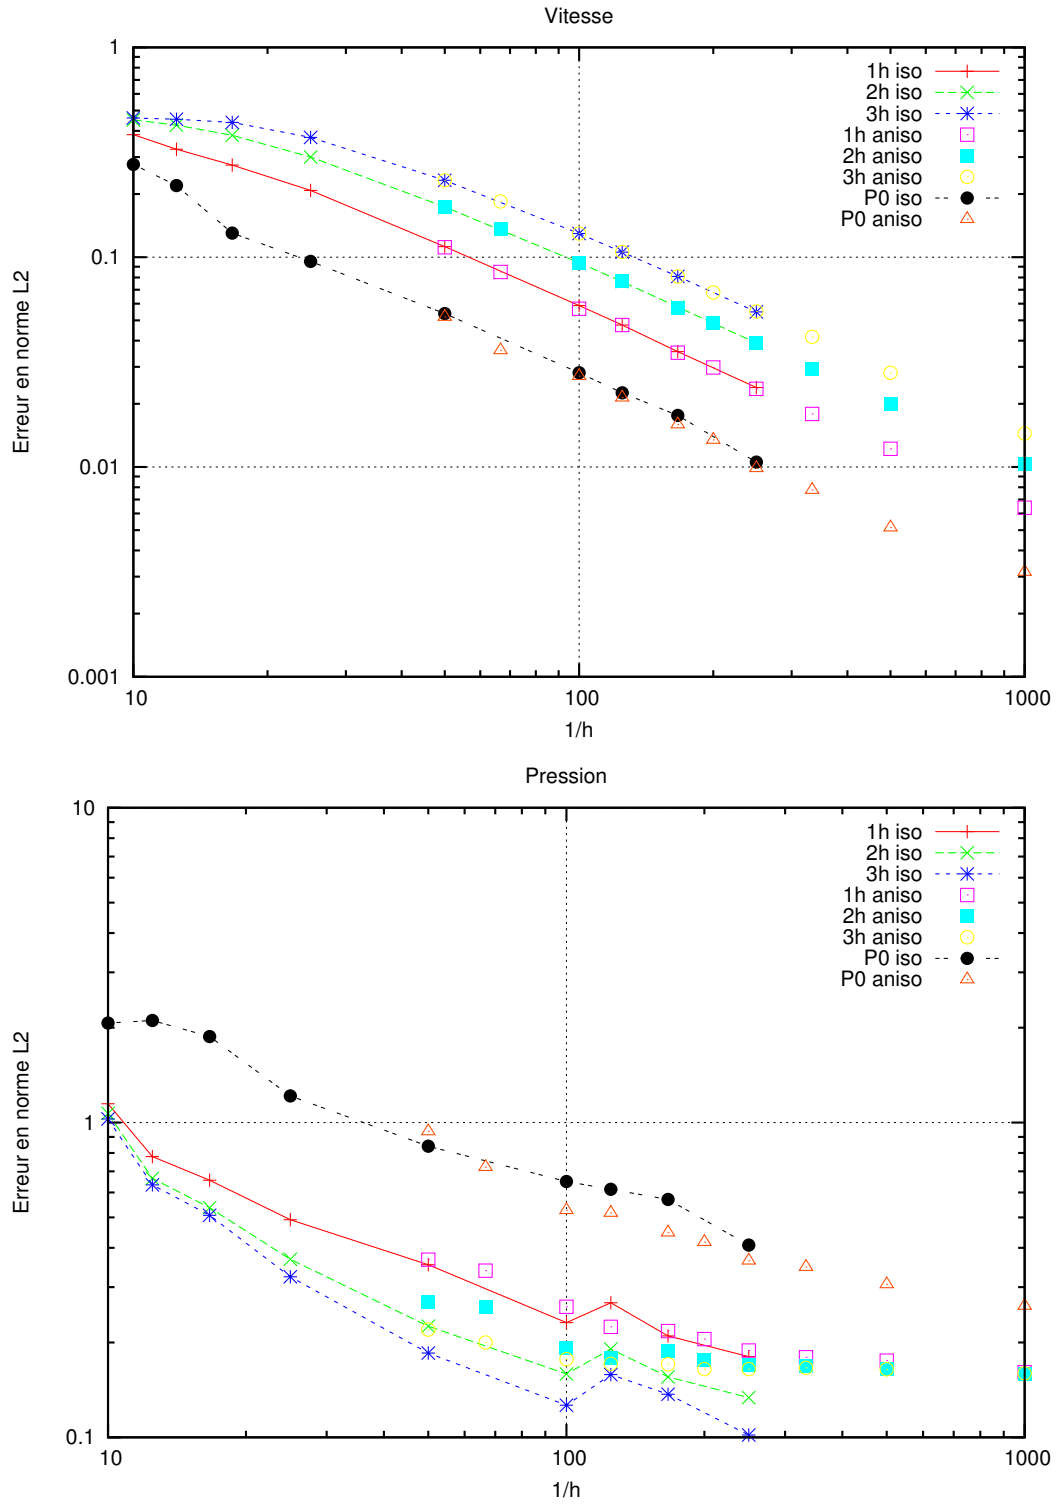 Vitesse
1
0.1
0.01
0.001
10
100
1000
Erreur en norme L2
1/h
1h iso
2h iso
3h iso
1h aniso
2h aniso
3h aniso
P0 iso
P0 aniso
Pression
10
1
0.1
10
100
1000
Erreur en norme L2
1/h
1h iso
2h iso
3h iso
1h aniso
2h aniso
3h aniso
P0 iso
P0 aniso